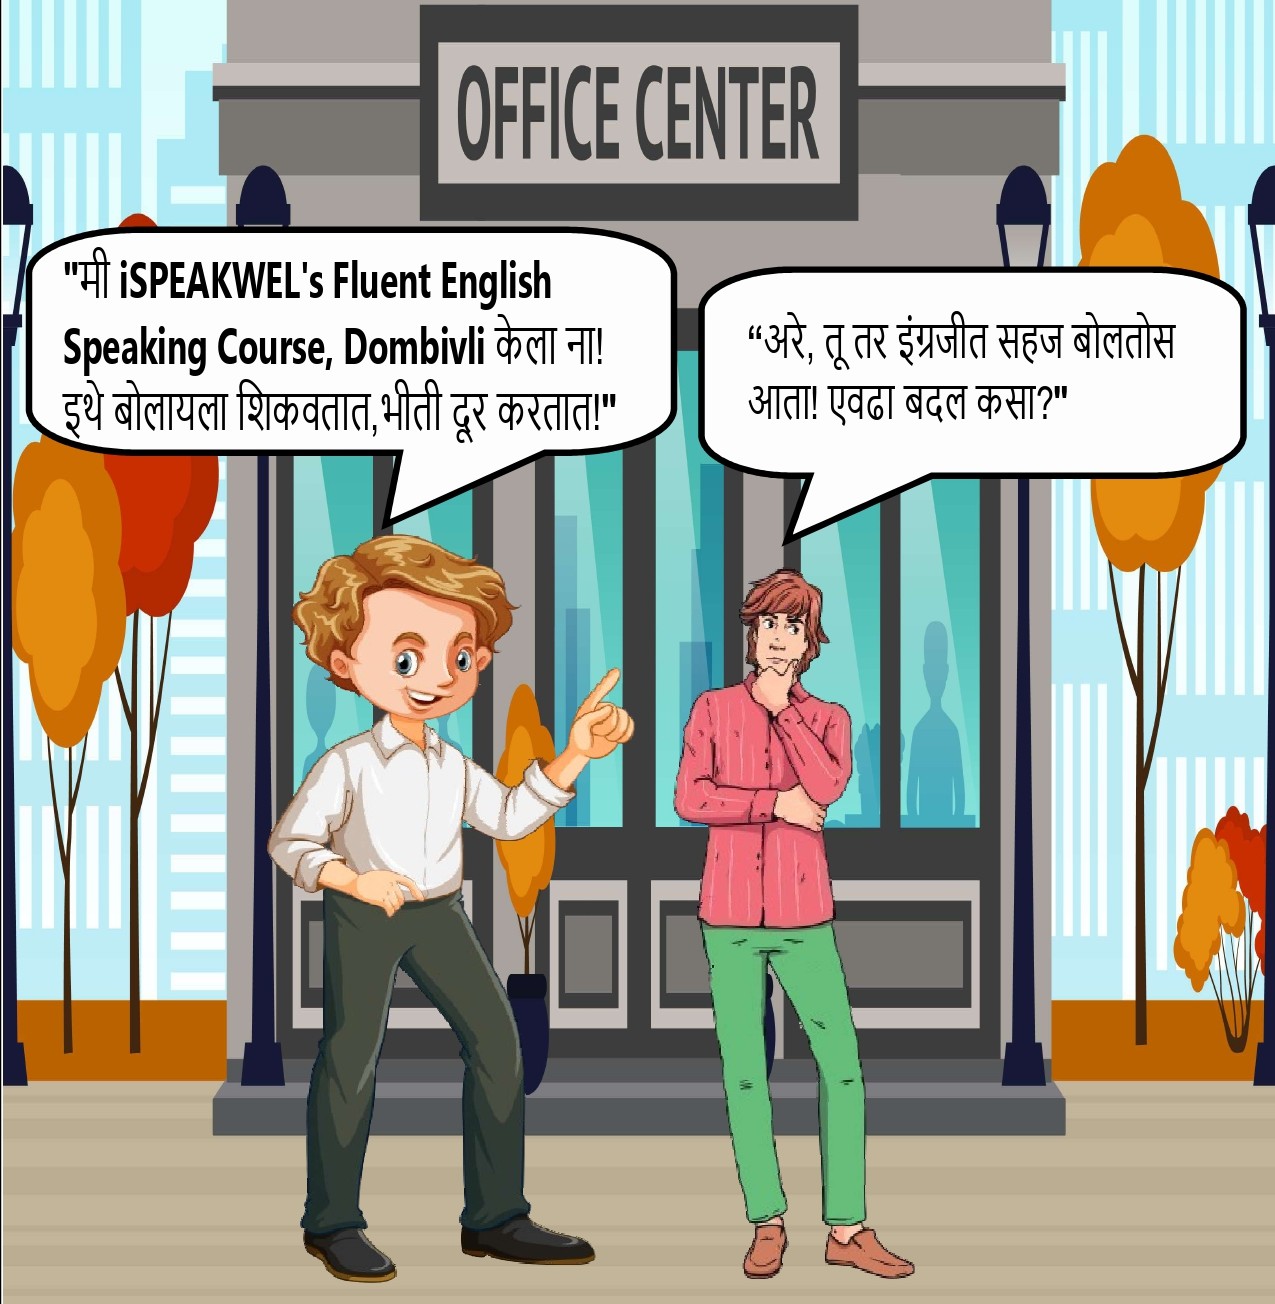 OFFICE CENTER
"मी iSPEAKWEL's Fluent English
Speaking Course, Dombivli केला ना!
इथे बोलायला शिकवतात,भीती दूर करतात!"
“अरे, तू तर इंग्रजीत सहज बोलतोस
आता! एवढा बदल कसा?"